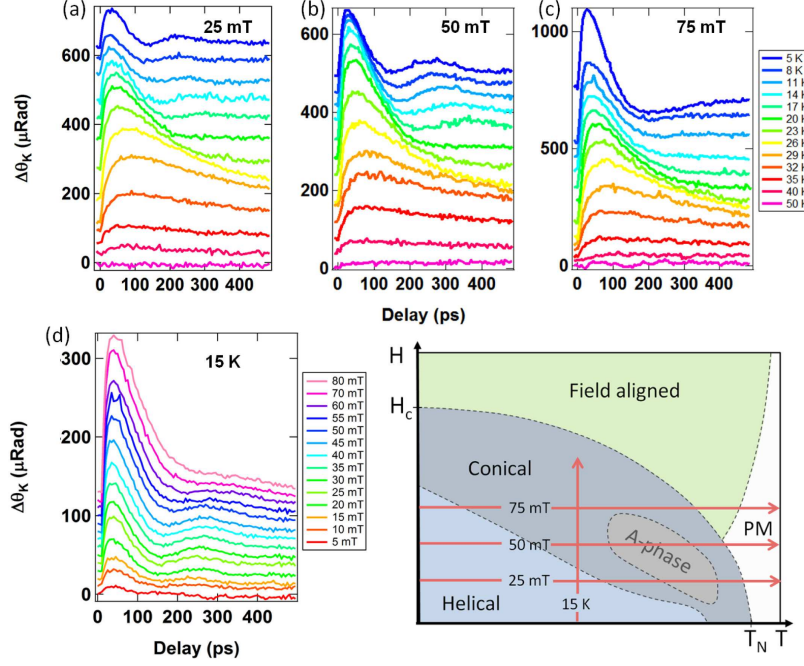 (a)
25 mT
(b)
50 mT
(c)
75 mT
600
400
200
0
600
400
200
0
1000
500
0
ΔθK (μRad)
0 100 200 300 400
0 100 200 300 400
0 100 200 300 400
Delay (ps)
Delay (ps)
Delay (ps)
5 K
8 K
11 K
14 K
17 K
20 K
23 K
26 K
29 K
32 K
35 K
40 K
50 K
(d)
15 K
300
200
100
0
ΔθK (μRad)
0 100 200 300 400
Delay (ps)
80 mT
70 mT
60 mT
55 mT
50 mT
45 mT
40 mT
35 mT
30 mT
25 mT
20 mT
15 mT
10 mT
5 mT
H
Hc
Field aligned
Conical
75 mT
PM
50 mT
A-phase
25 mT
Helical
15 K
TN T